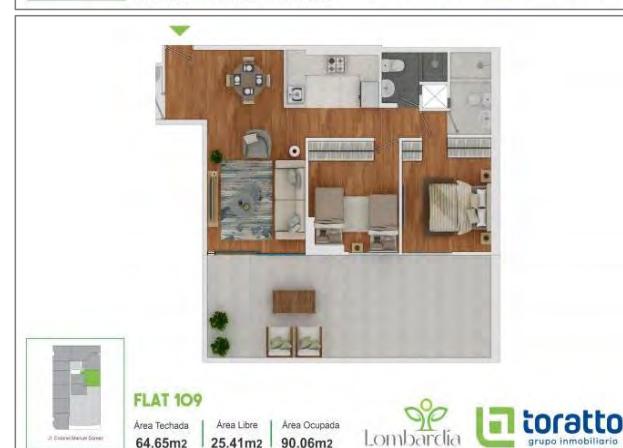 FLAT 109
Área Techada
64.65m2
Área Libre
25.41m2
Área Ocupada
90.06m2
Lombardía
toratto
grupo inmobiliario